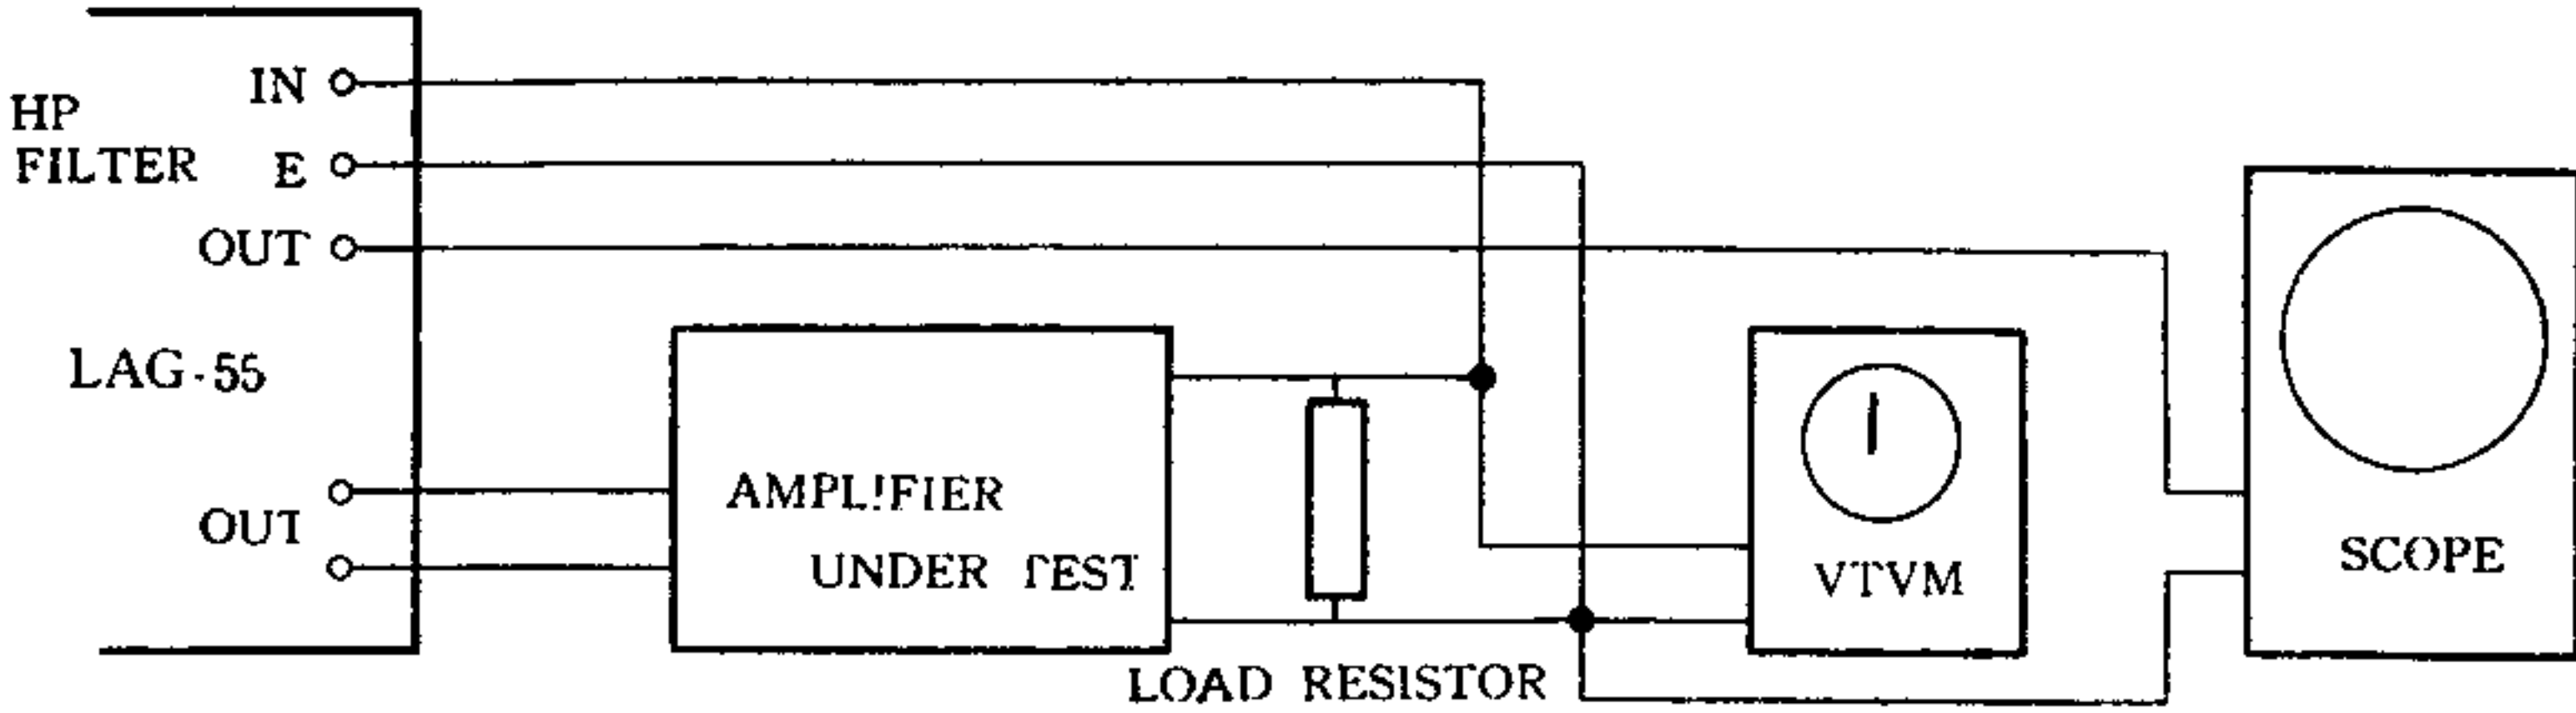 IN
HP
FILTER
E
OUT
LAG-55
OUT
AMPLIFIER
UNDER TEST
LOAD RESISTOR
VTVM
SCOPE